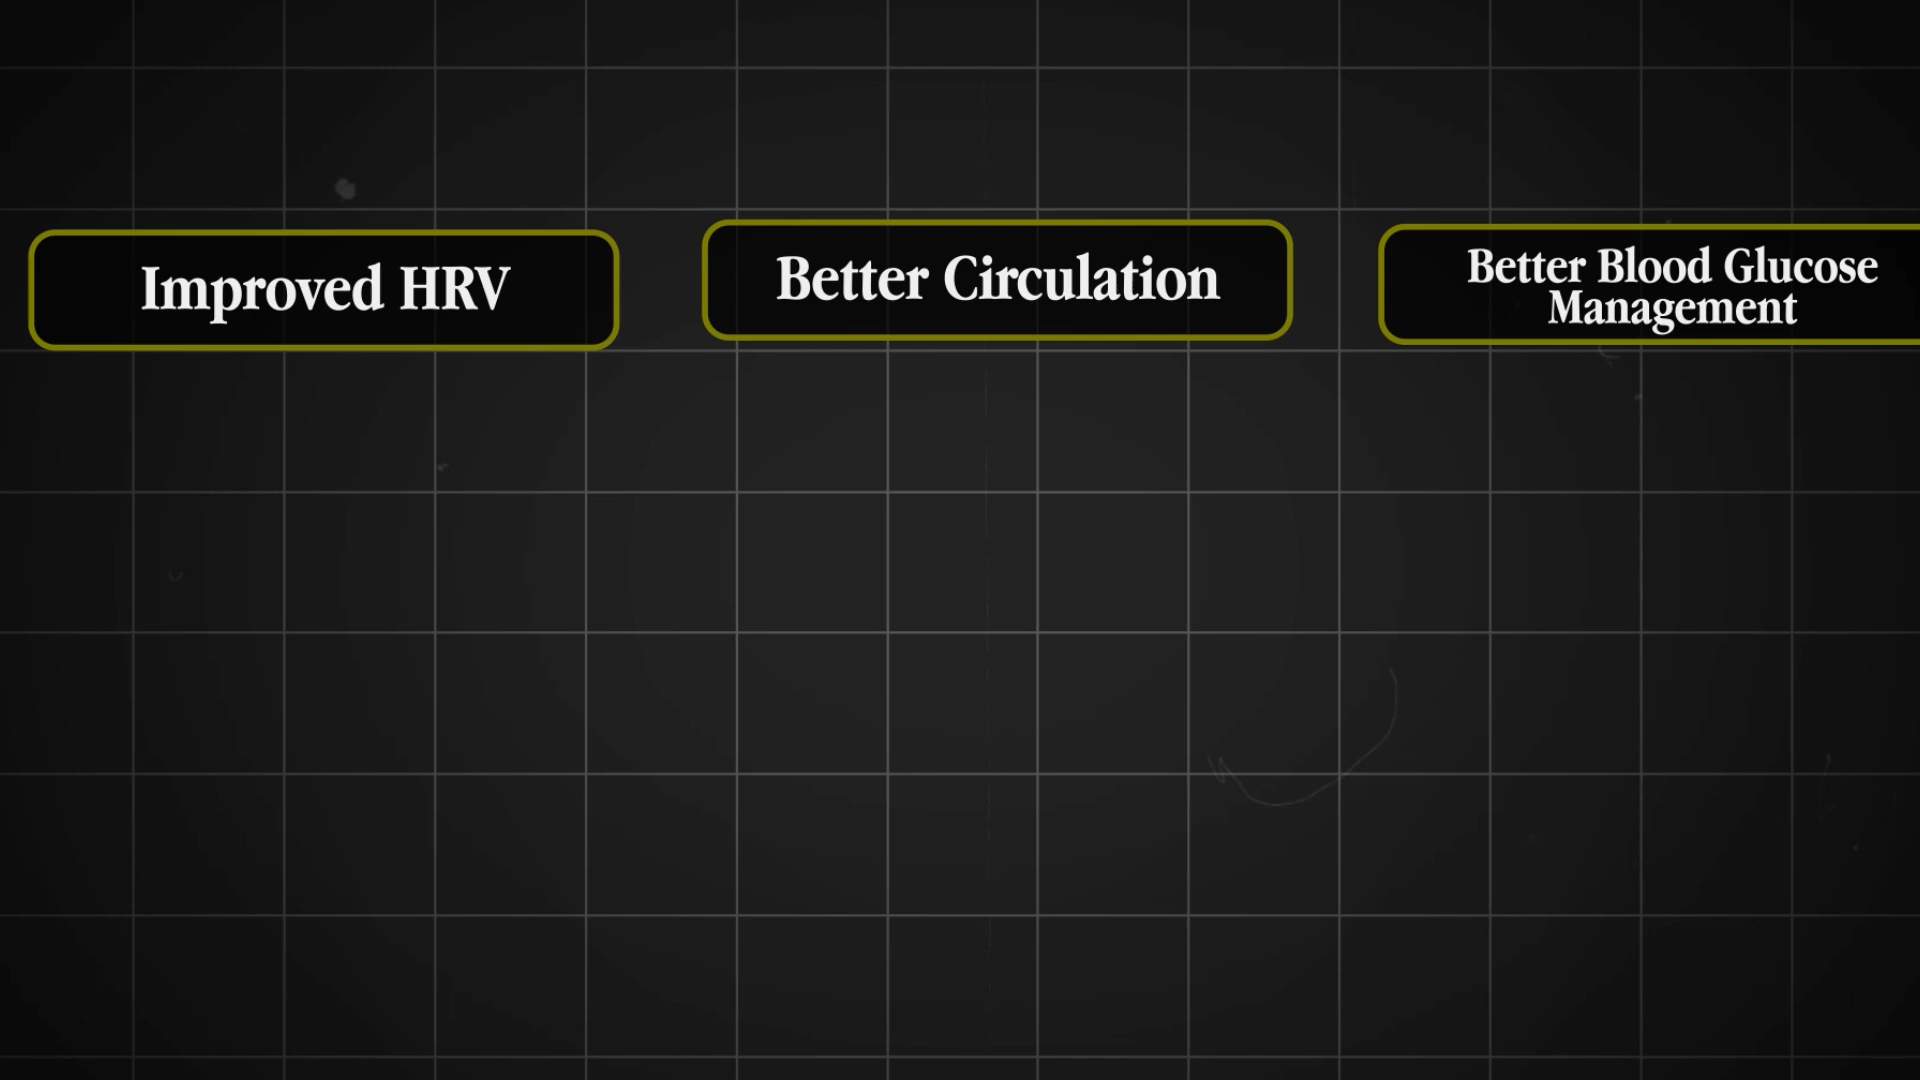 Improved HRV
Better Circulation
Better Blood Glucose
Management